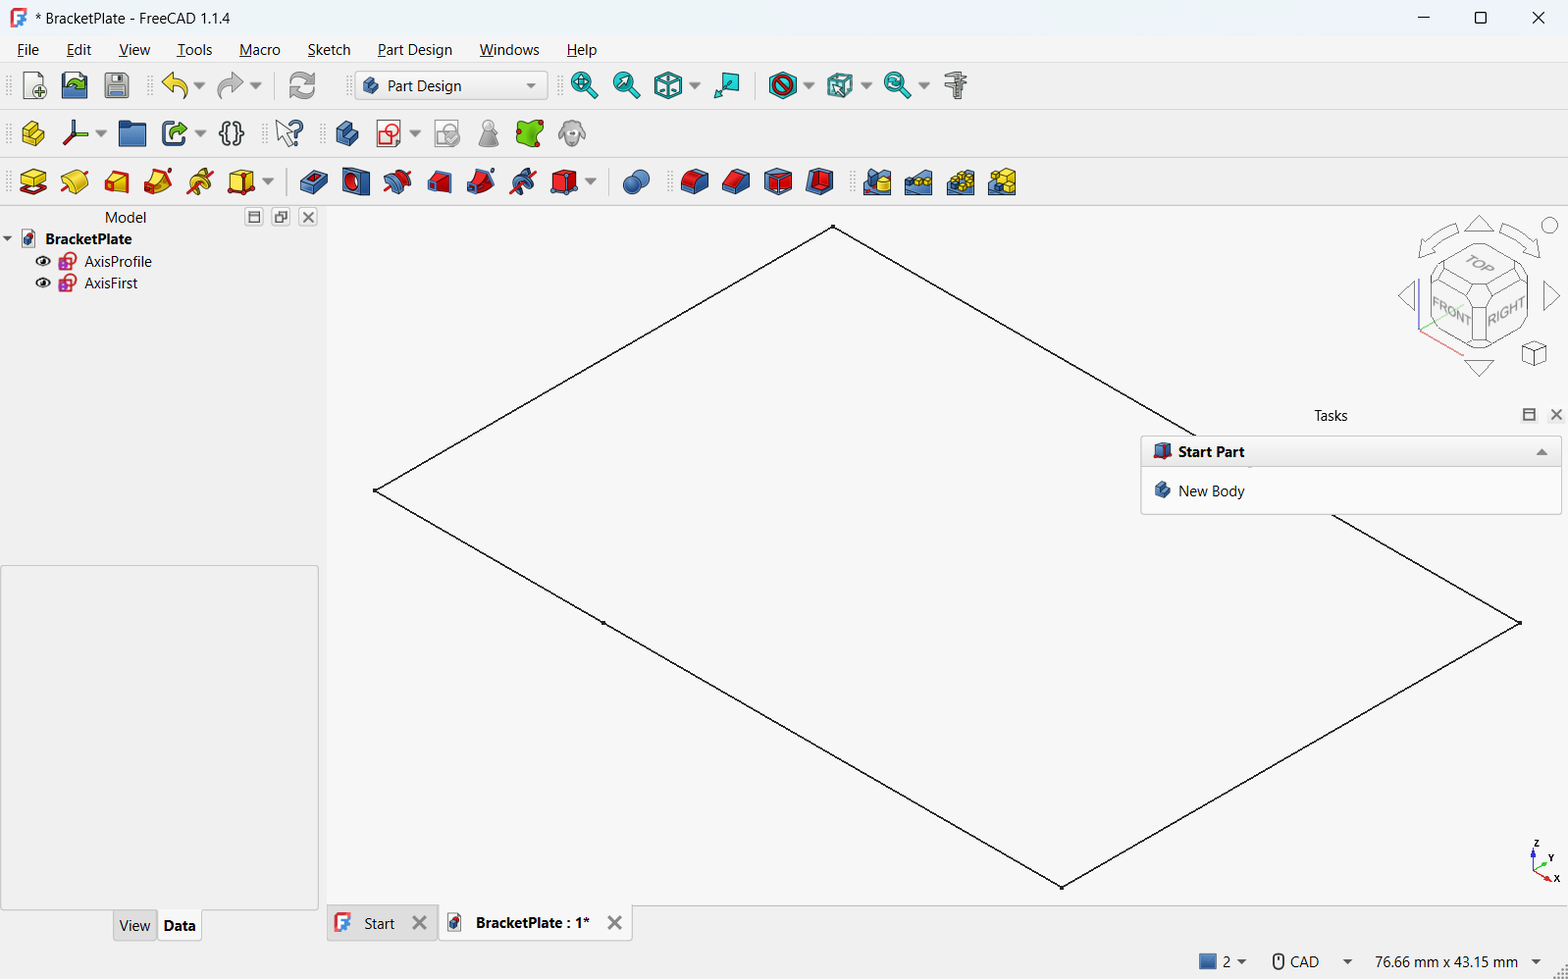 * BracketPlate - FreeCAD 1.1.4
File Edit View Tools Macro Sketch Part Design Windows Help
Part Design
Model
BracketPlate
AxisProfile
AxisFirst
TOP
FRONT
RIGHT
Tasks
Start Part
New Body
Z
Y
X
View Data
Start
BracketPlate : 1*
2 CAD 76.66 mm x 43.15 mm